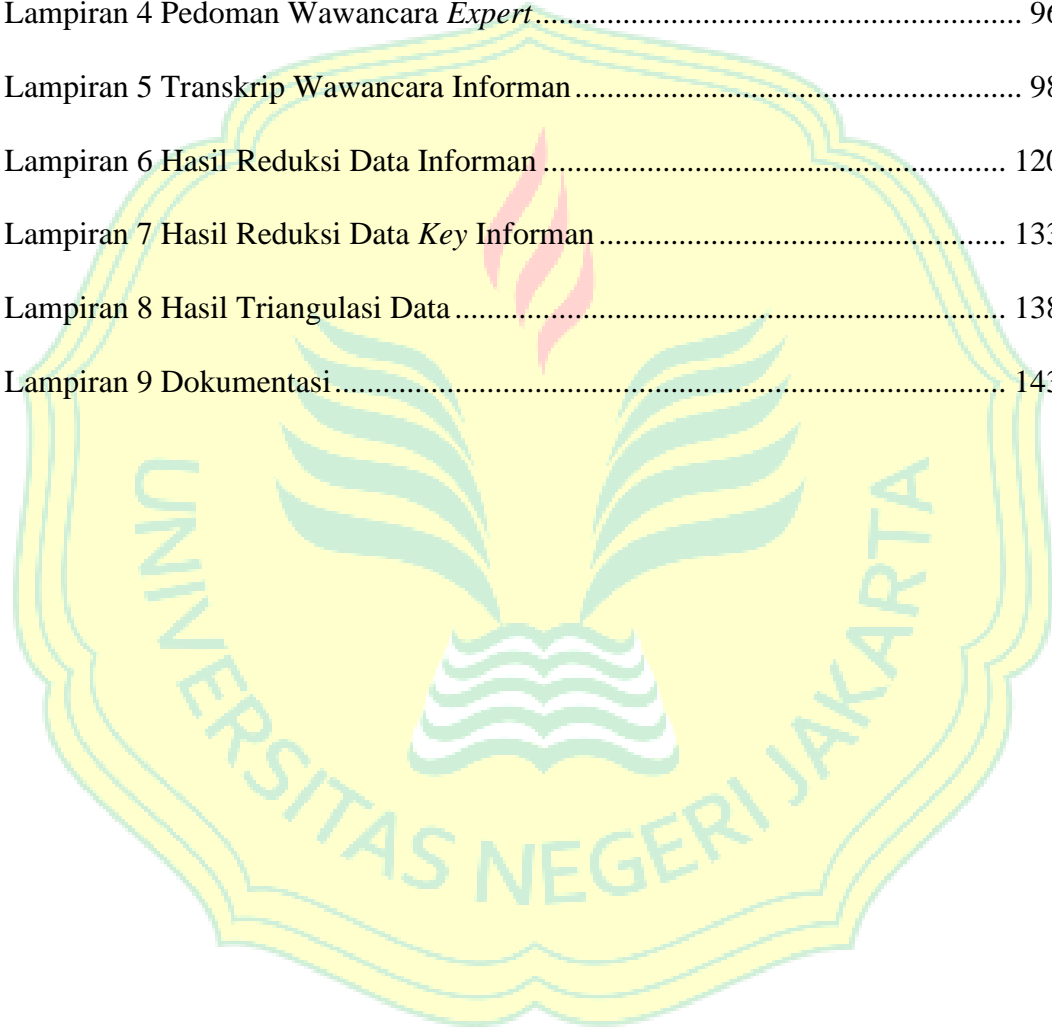 Lampiran 4 Pedoman Wawancara Expert.......................................................................... 96
Lampiran 5 Transkrip Wawancara Informan.................................................................... 98
Lampiran 6 Hasil Reduksi Data Informan ..................................................................... 120
Lampiran 7 Hasil Reduksi Data Key Informan.............................................................. 133
Lampiran 8 Hasil Triangulasi Data ................................................................................ 138
Lampiran 9 Dokumentasi............................................................................................... 143
UNIVERSITAS NEGERI JAKARTA